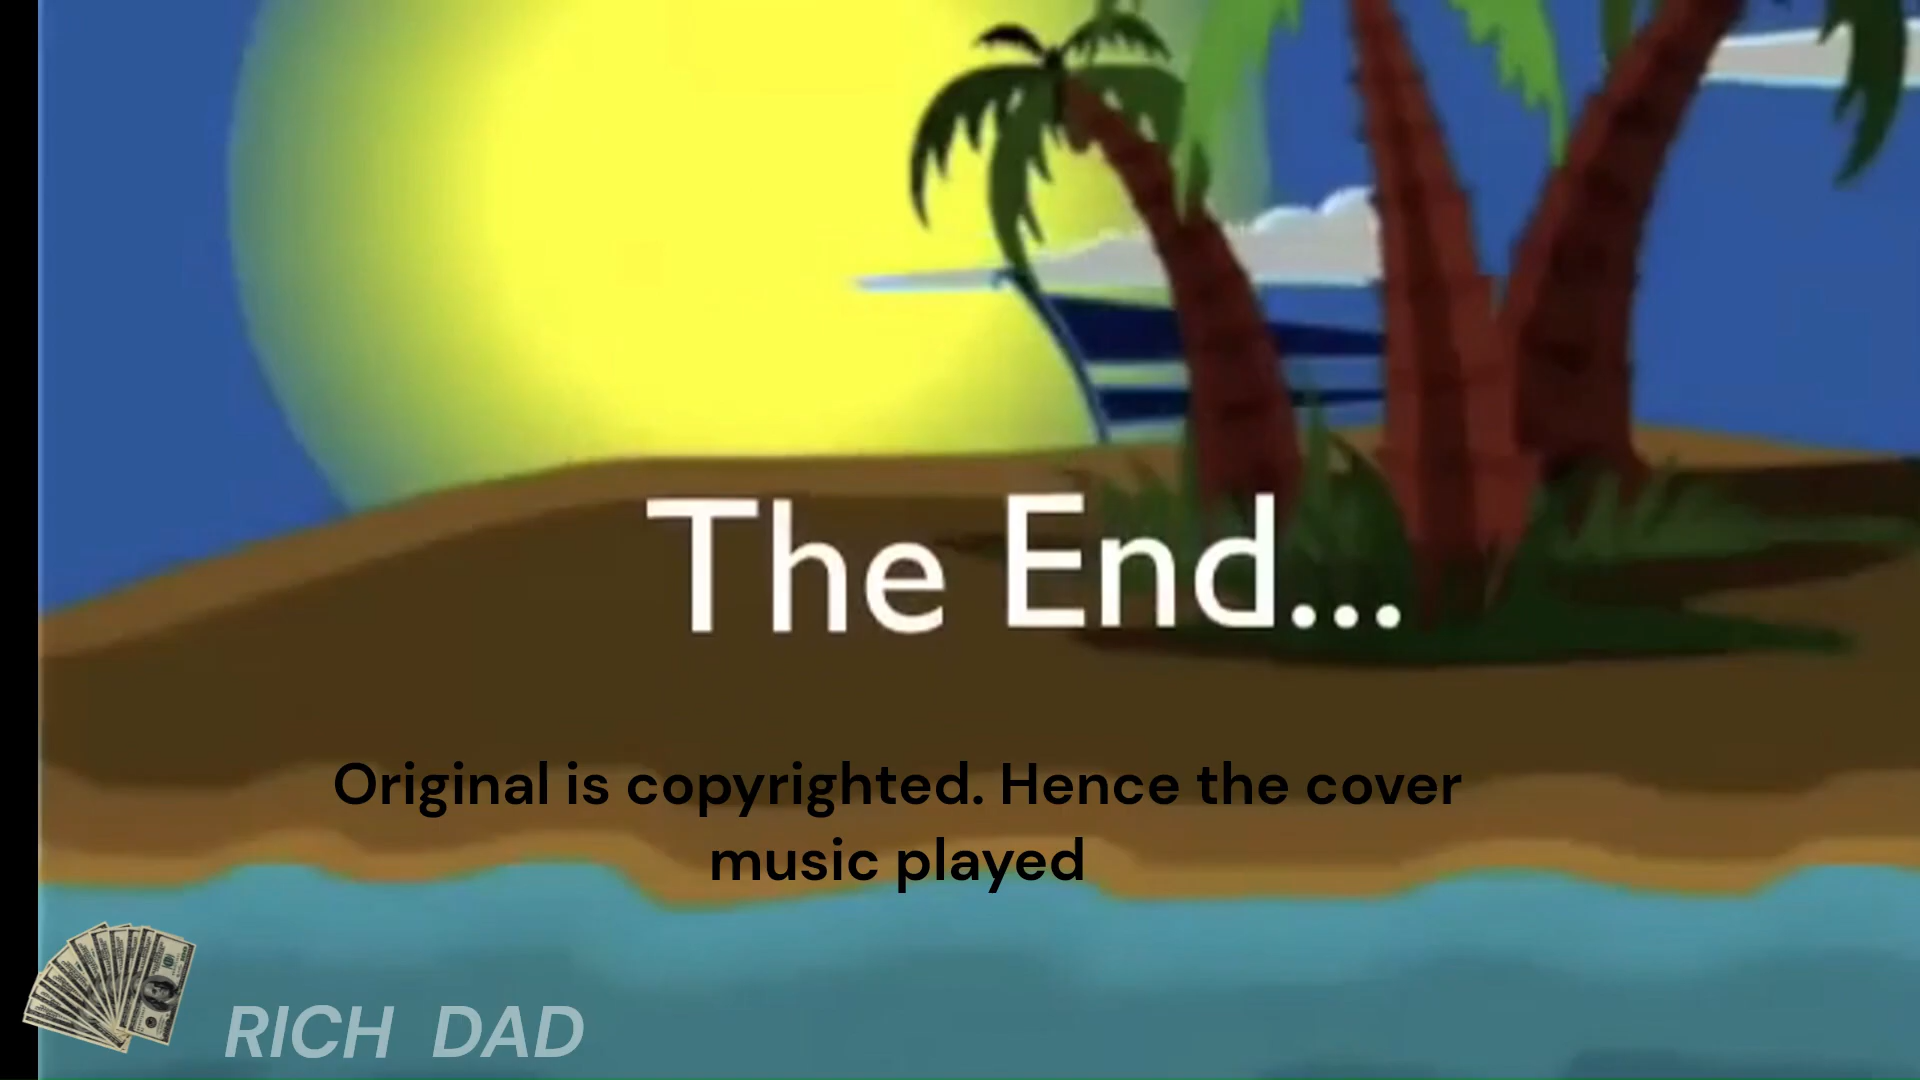 The End...
Original is copyrighted. Hence the cover
music played
RICH DAD